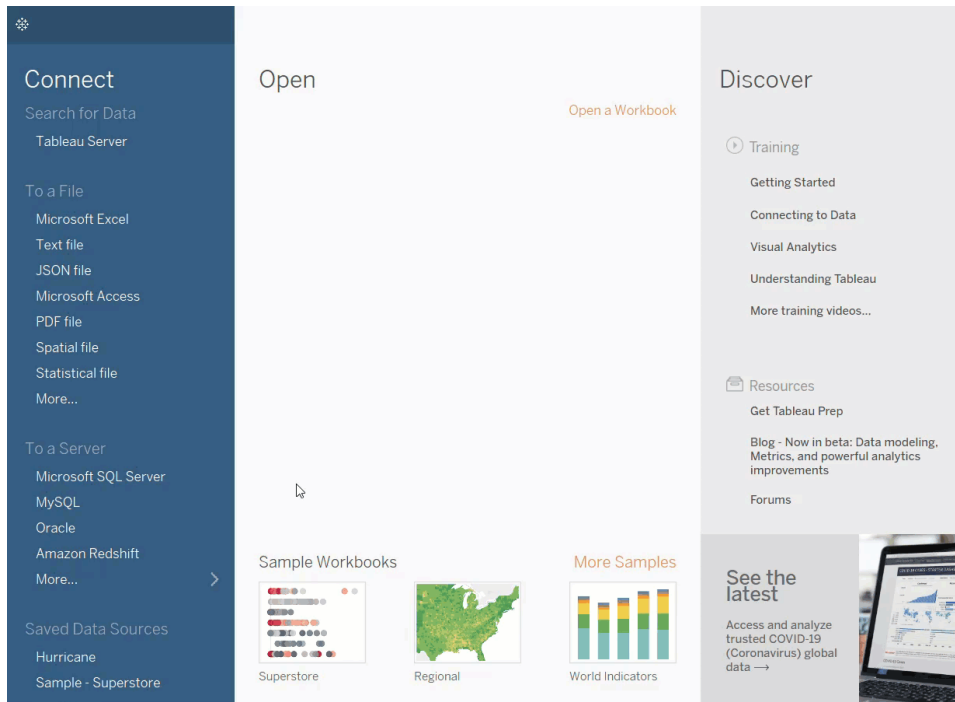 Connect
Search for Data
Tableau Server
To a File
Microsoft Excel
Text file
JSON file
Microsoft Access
PDF file
Spatial file
Statistical file
More...
To a Server
Microsoft SQL Server
MySQL
Oracle
Amazon Redshift
More...
Saved Data Sources
Hurricane
Sample - Superstore
Open
Open a Workbook
Sample Workbooks
More Samples
Superstore
Regional
World Indicators
Discover
Training
Getting Started
Connecting to Data
Visual Analytics
Understanding Tableau
More training videos...
Resources
Get Tableau Prep
Blog - Now in beta: Data modeling,
Metrics, and powerful analytics
improvements
Forums
See the
latest
Access and analyze
trusted COVID-19
(Coronavirus) global
data →